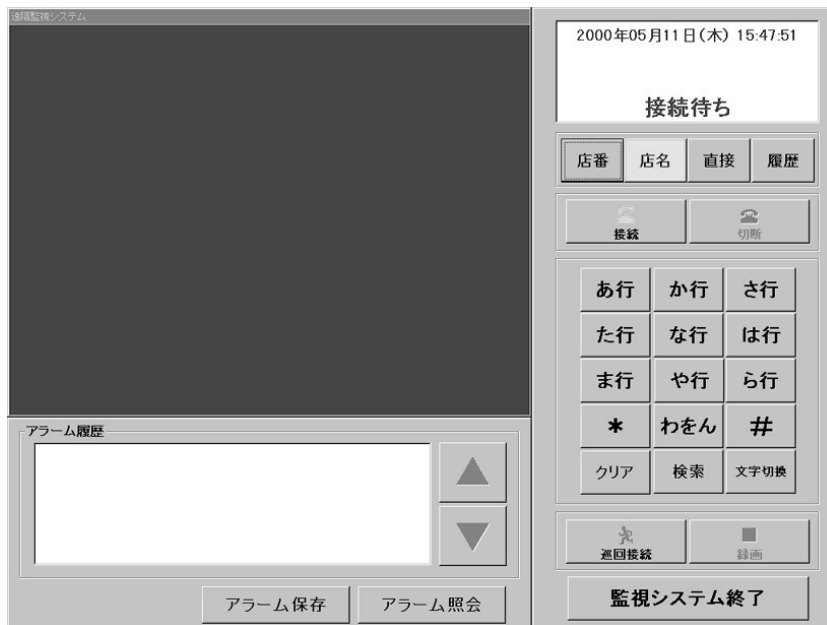 遠隔監視システム
2000年05月11日(木) 15:47:51
接続待ち
店番 店名 直接 履歴
接続 切断
あ行 か行 さ行
た行 な行 は行
ま行 や行 ら行
* わをん #
クリア 検索 文字切換
巡回接続 録画
監視システム終了
アラーム履歴
アラーム保存 アラーム照会